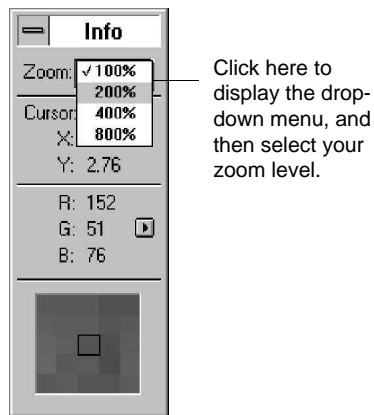 Info
Zoom: √100%
200%
Cursor: 400%
X: 800%
Y: 2.76
R: 152
G: 51
B: 76
Click here to
display the drop-
down menu, and
then select your
zoom level.